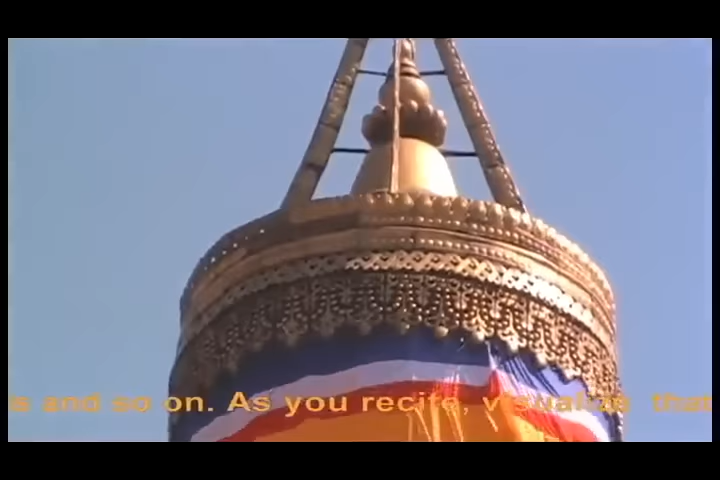 and so on. As you recite, visualize that